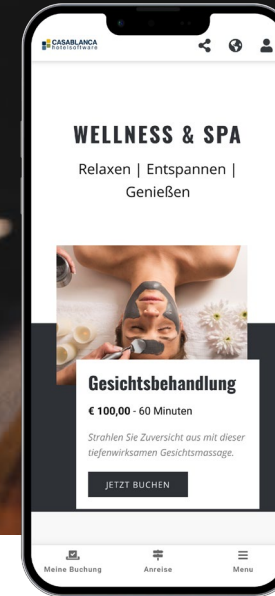 CASABLANCA
hotelsoftware
WELLNESS & SPA
Relaxen | Entspannen |
Genießen
Gesichtsbehandlung
€ 100,00 - 60 Minuten
Strahlen Sie Zuversicht aus mit dieser
tiefenwirksamen Gesichtsmassage.
JETZT BUCHEN
Meine Buchung Anreise Menu